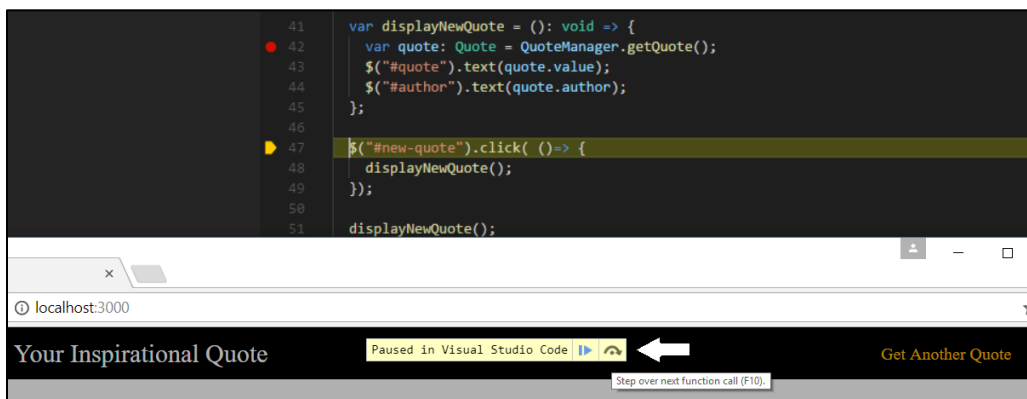 41 var displayNewQuote = (): void => {
42 var quote: Quote = QuoteManager.getQuote();
43 $("#quote").text(quote.value);
44 $("#author").text(quote.author);
45 };
46
47 $("#new-quote").click( ()=> {
48 displayNewQuote();
49 });
50
51 displayNewQuote();
localhost:3000
Your Inspirational Quote Paused in Visual Studio Code Get Another Quote
Step over next function call (F10).